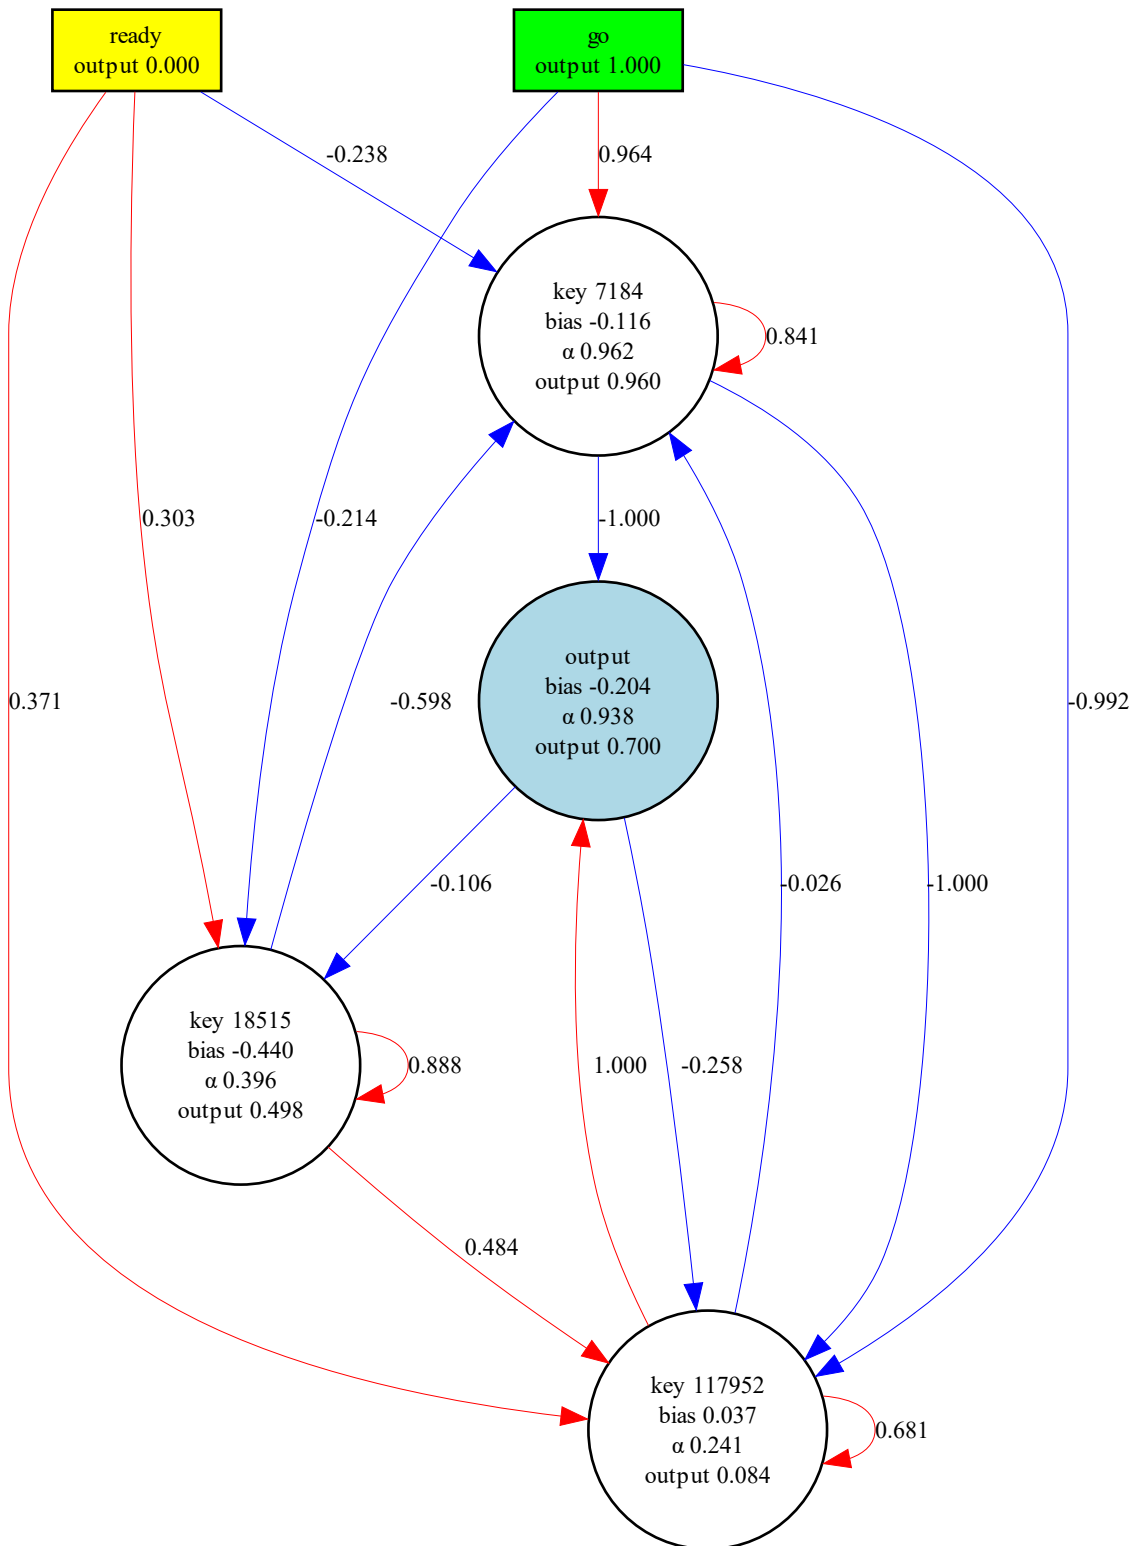 ready
output 0.000
go
output 1.000
-0.238
0.964
key 7184
bias -0.116
α 0.962
output 0.960
0.841
0.303
-0.214
-1.000
output
bias -0.204
α 0.938
output 0.700
0.371
-0.598
-0.992
-0.106
-0.026
-1.000
key 18515
bias -0.440
α 0.396
output 0.498
0.888
1.000
-0.258
0.484
key 117952
bias 0.037
α 0.241
output 0.084
0.681